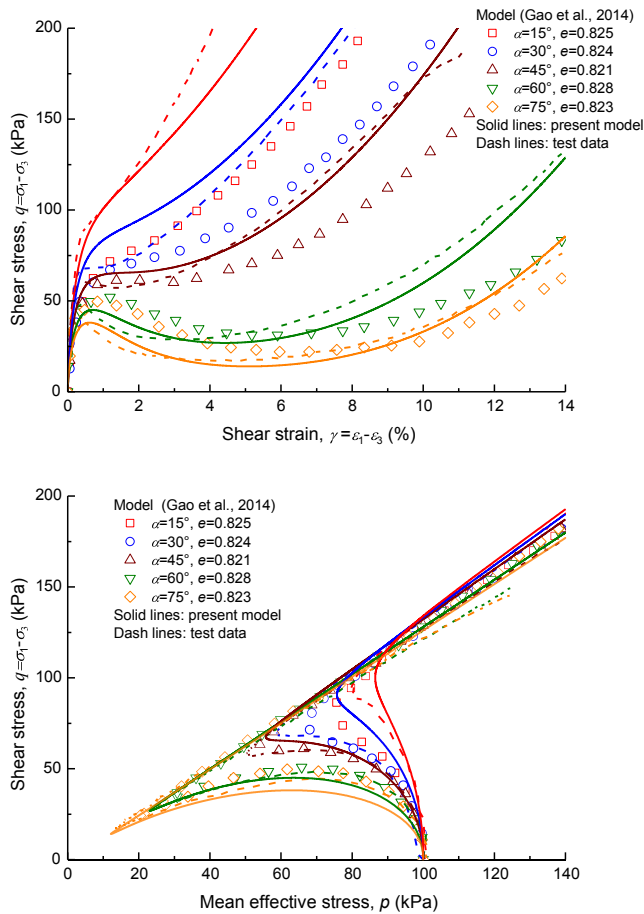 Model (Gao et al., 2014)
α=15°, e=0.825
α=30°, e=0.824
α=45°, e=0.821
α=60°, e=0.828
α=75°, e=0.823
Solid lines: present model
Dash lines: test data
200
150
100
50
0
Shear stress, q=σ1-σ3 (kPa)
0 2 4 6 8 10 12 14
Shear strain, γ=ε1-ε3 (%)
200
150
100
50
0
Shear stress, q=σ1-σ3 (kPa)
Model (Gao et al., 2014)
α=15°, e=0.825
α=30°, e=0.824
α=45°, e=0.821
α=60°, e=0.828
α=75°, e=0.823
Solid lines: present model
Dash lines: test data
0 20 40 60 80 100 120 140
Mean effective stress, p (kPa)